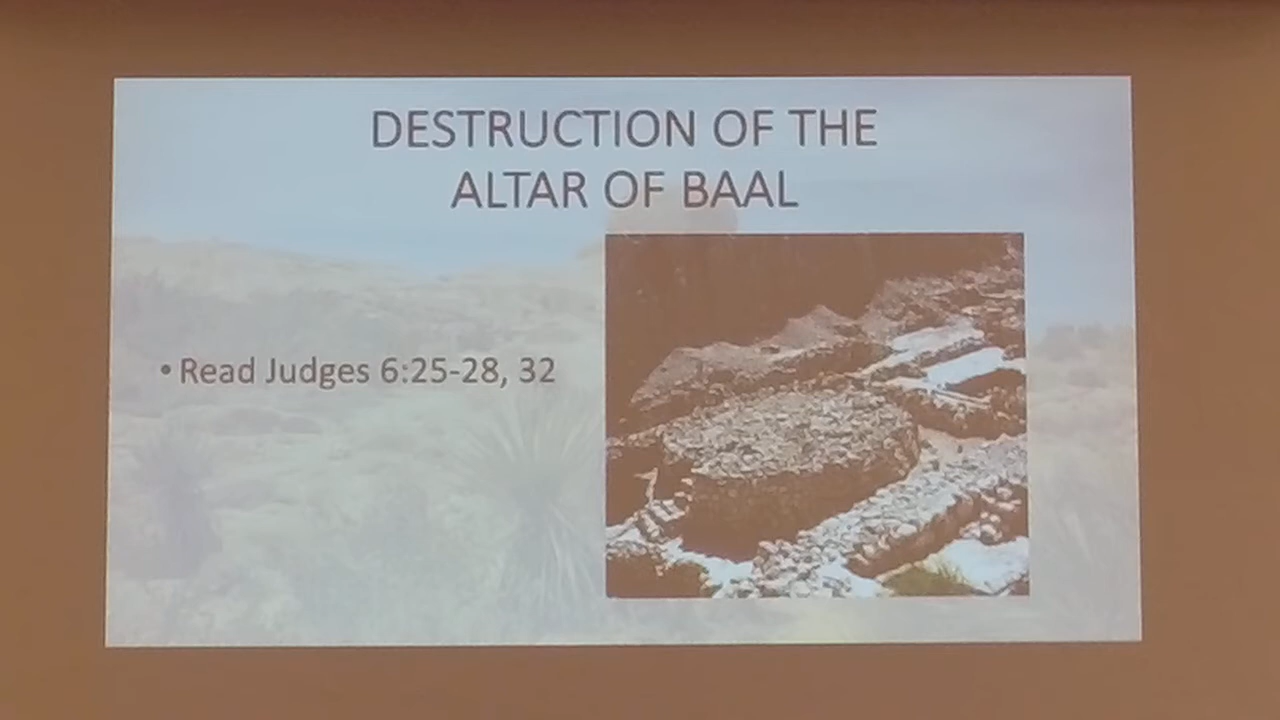 DESTRUCTION OF THE
ALTAR OF BAAL
• Read Judges 6:25-28, 32